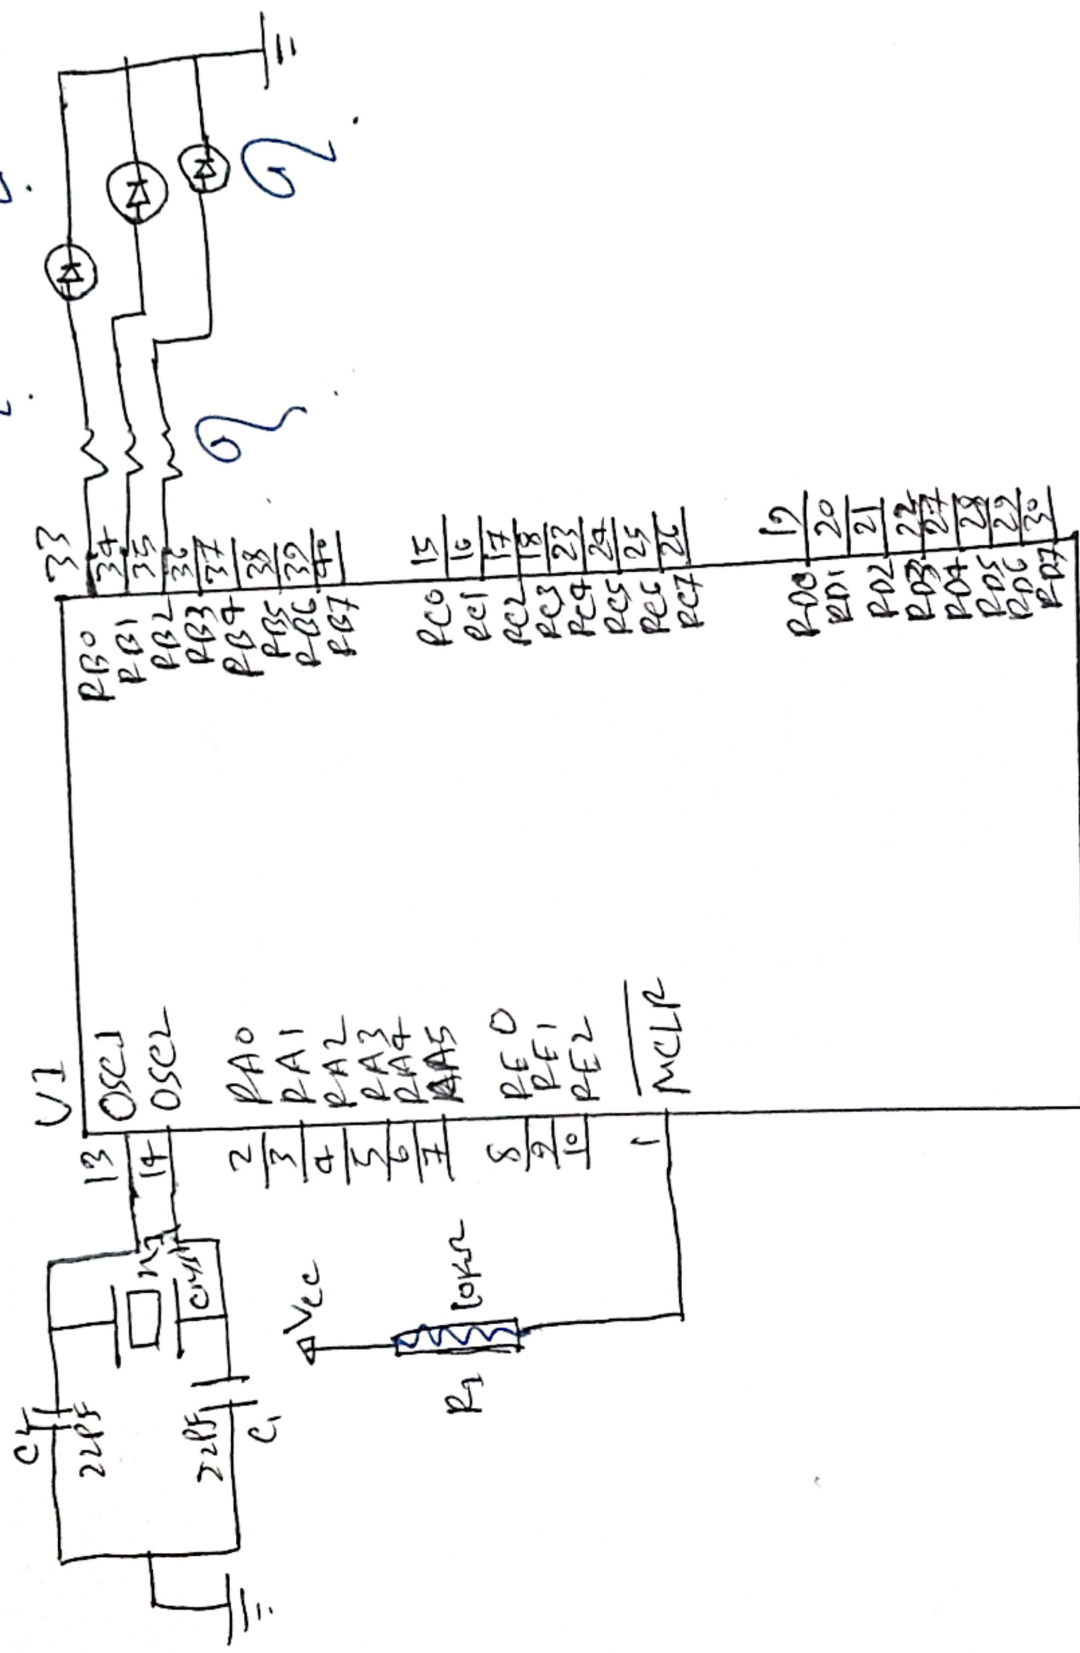 U1
13
OSC1
14
OSC2
2
RA0
3
RA1
4
RA2
5
RA3
6
RA4
7
RA5
8
RE0
9
RE1
10
RE2
1
MCLR
33
RB0
34
RB1
35
RB2
36
RB3
37
RB4
38
RB5
39
RB6
40
RB7
15
RC0
16
RC1
17
RC2
18
RC3
23
RC4
24
RC5
25
RC6
26
RC7
19
RD0
20
RD1
21
RD2
22
RD3
27
RD4
28
RD5
29
RD6
30
RD7
22PF
22PF
C1
Vcc
R1
10KΩ